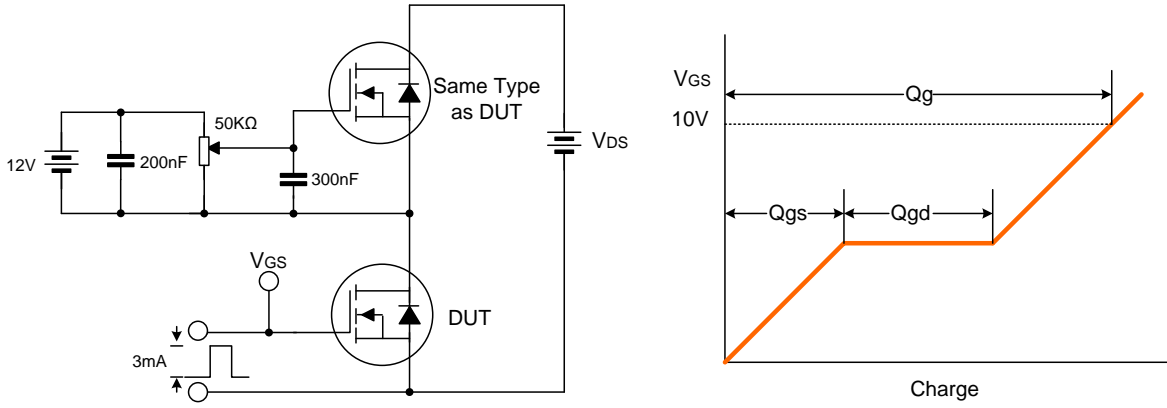 12V
200nF
50KΩ
300nF
Same Type
as DUT
VDS
VGS
3mA
DUT
VGS
10V
Qg
Qgs
Qgd
Charge